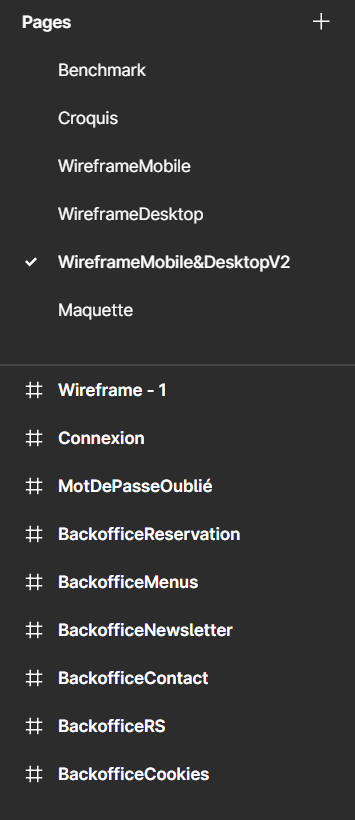 Pages
Benchmark
Croquis
WireframeMobile
WireframeDesktop
WireframeMobile&DesktopV2
Maquette
Wireframe - 1
Connexion
MotDePasseOublié
BackofficeReservation
BackofficeMenus
BackofficeNewsletter
BackofficeContact
BackofficeRS
BackofficeCookies